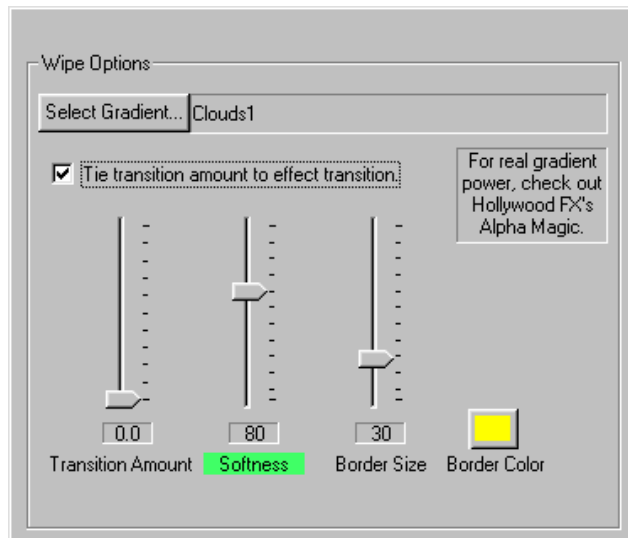 Wipe Options
Select Gradient... Clouds1
Tie transition amount to effect transition.
For real gradient
power, check out
Hollywood FX's
Alpha Magic.
0.0 80 30
Transition Amount Softness Border Size Border Color